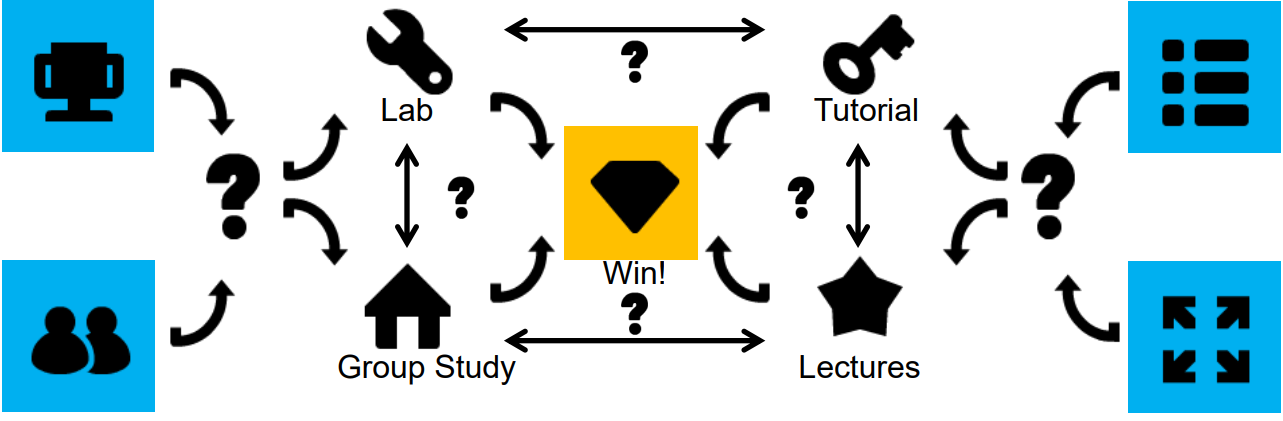 ?
Lab
Tutorial
? ? ? ?
Win!
?
Group Study
Lectures